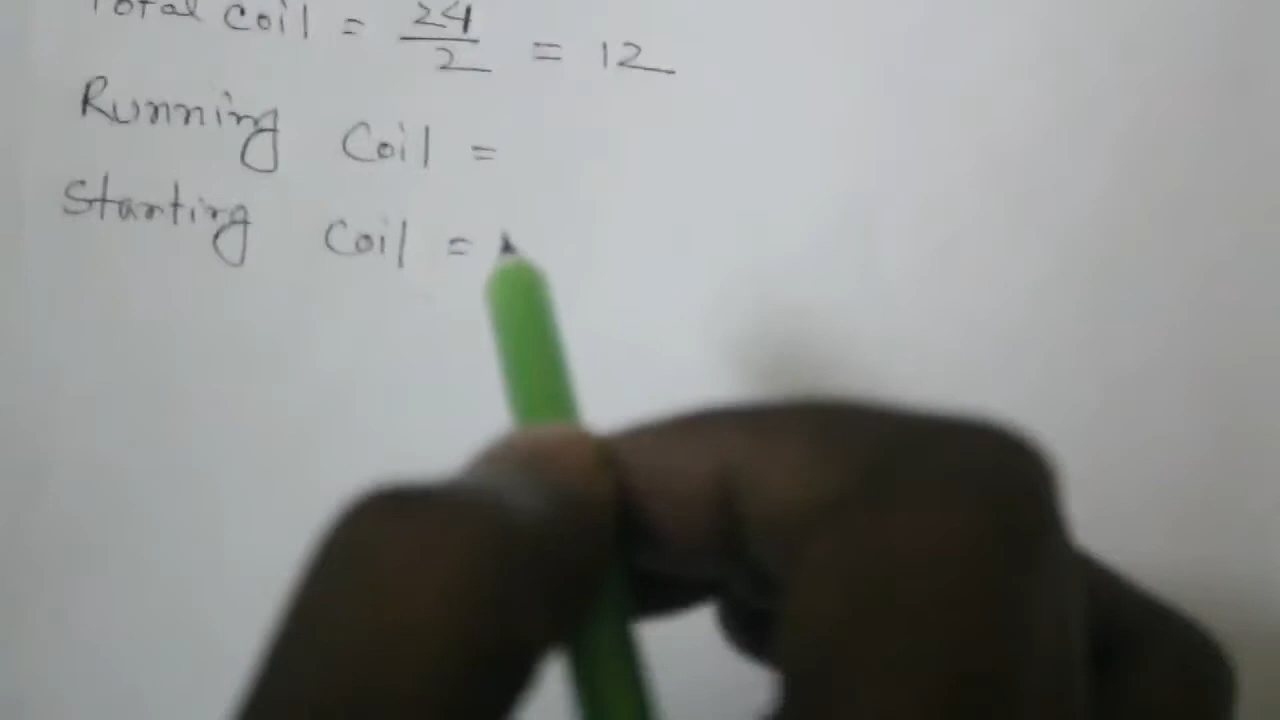 Total coil = 24/2 = 12
Running Coil =
Starting Coil =